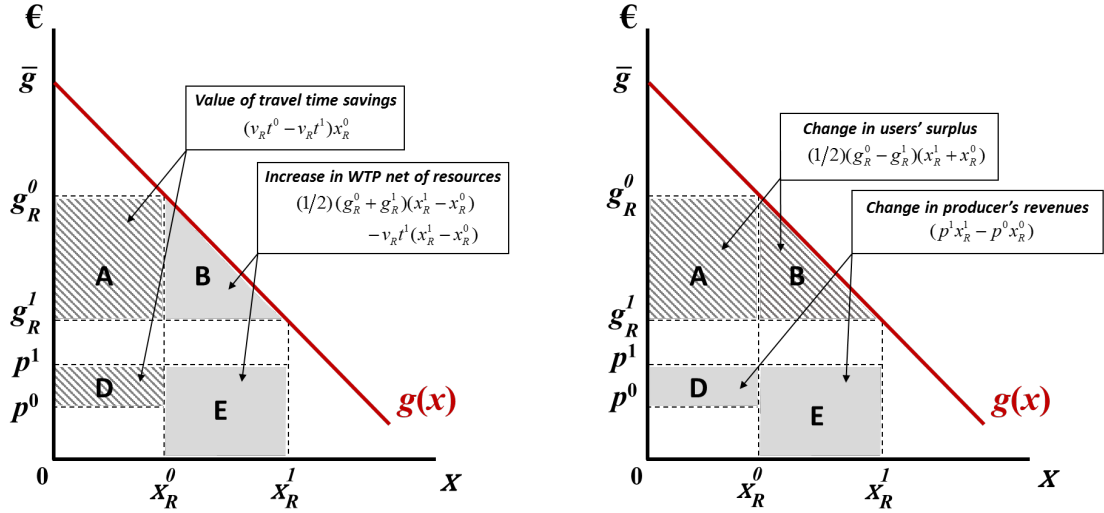 €
g̅
Value of travel time savings
(v_R t^0 − v_R t^1)x_R^0
Increase in WTP net of resources
(1/2)(g_R^0 + g_R^1)(x_R^1 − x_R^0)
−v_R t^1(x_R^1 − x_R^0)
g_R^0
A
B
g_R^1
p^1
D
p^0
E
g(x)
0
x_R^0
x_R^1
X
€
g̅
Change in users' surplus
(1/2)(g_R^0 − g_R^1)(x_R^1 + x_R^0)
Change in producer's revenues
(p^1 x_R^1 − p^0 x_R^0)
g_R^0
A
B
g_R^1
p^1
D
p^0
E
g(x)
0
x_R^0
x_R^1
X